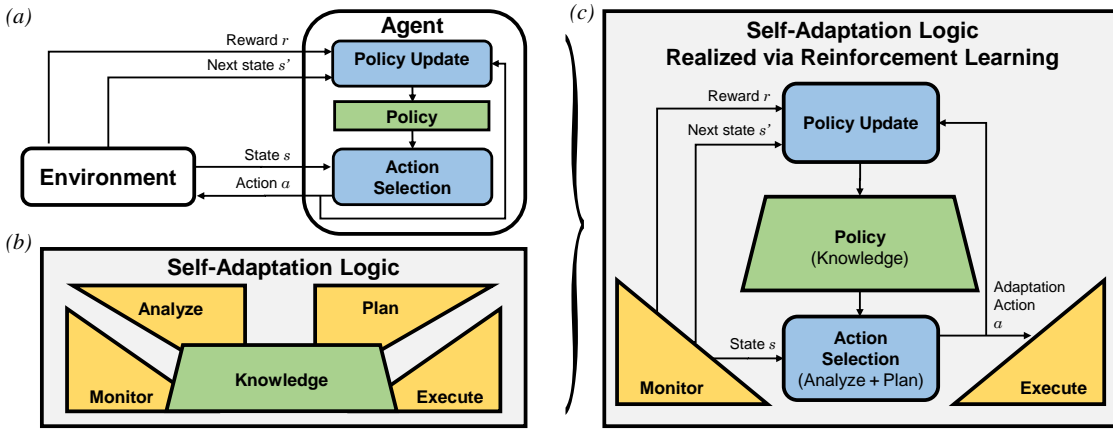 (a)
Agent
Reward r
Policy Update
Next state s’
Policy
State s
Environment
Action a
Action
Selection
(b)
Self-Adaptation Logic
Analyze
Plan
Knowledge
Monitor
Execute
(c)
Self-Adaptation Logic
Realized via Reinforcement Learning
Reward r
Next state s’
Policy Update
Policy
(Knowledge)
Adaptation
Action
a
State s
Action
Selection
(Analyze + Plan)
Monitor
Execute